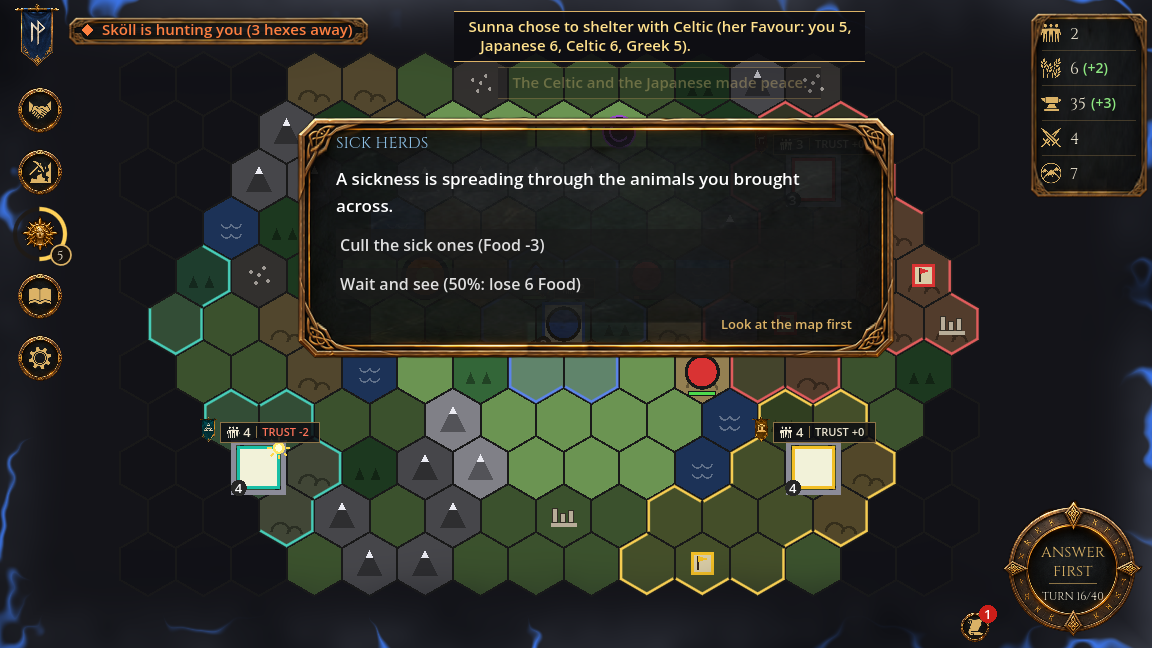 Sköll is hunting you (3 hexes away)
Sunna chose to shelter with Celtic (her Favour: you 5,
Japanese 6, Celtic 6, Greek 5).
The Celtic and the Japanese made peace
2
6 (+2)
35 (+3)
4
7
5
SICK HERDS
A sickness is spreading through the animals you brought
across.
Cull the sick ones (Food -3)
Wait and see (50%: lose 6 Food)
Look at the map first
3 TRUST
3
4 TRUST -2
4
4 TRUST +0
4
ANSWER
FIRST
TURN 16/40
1